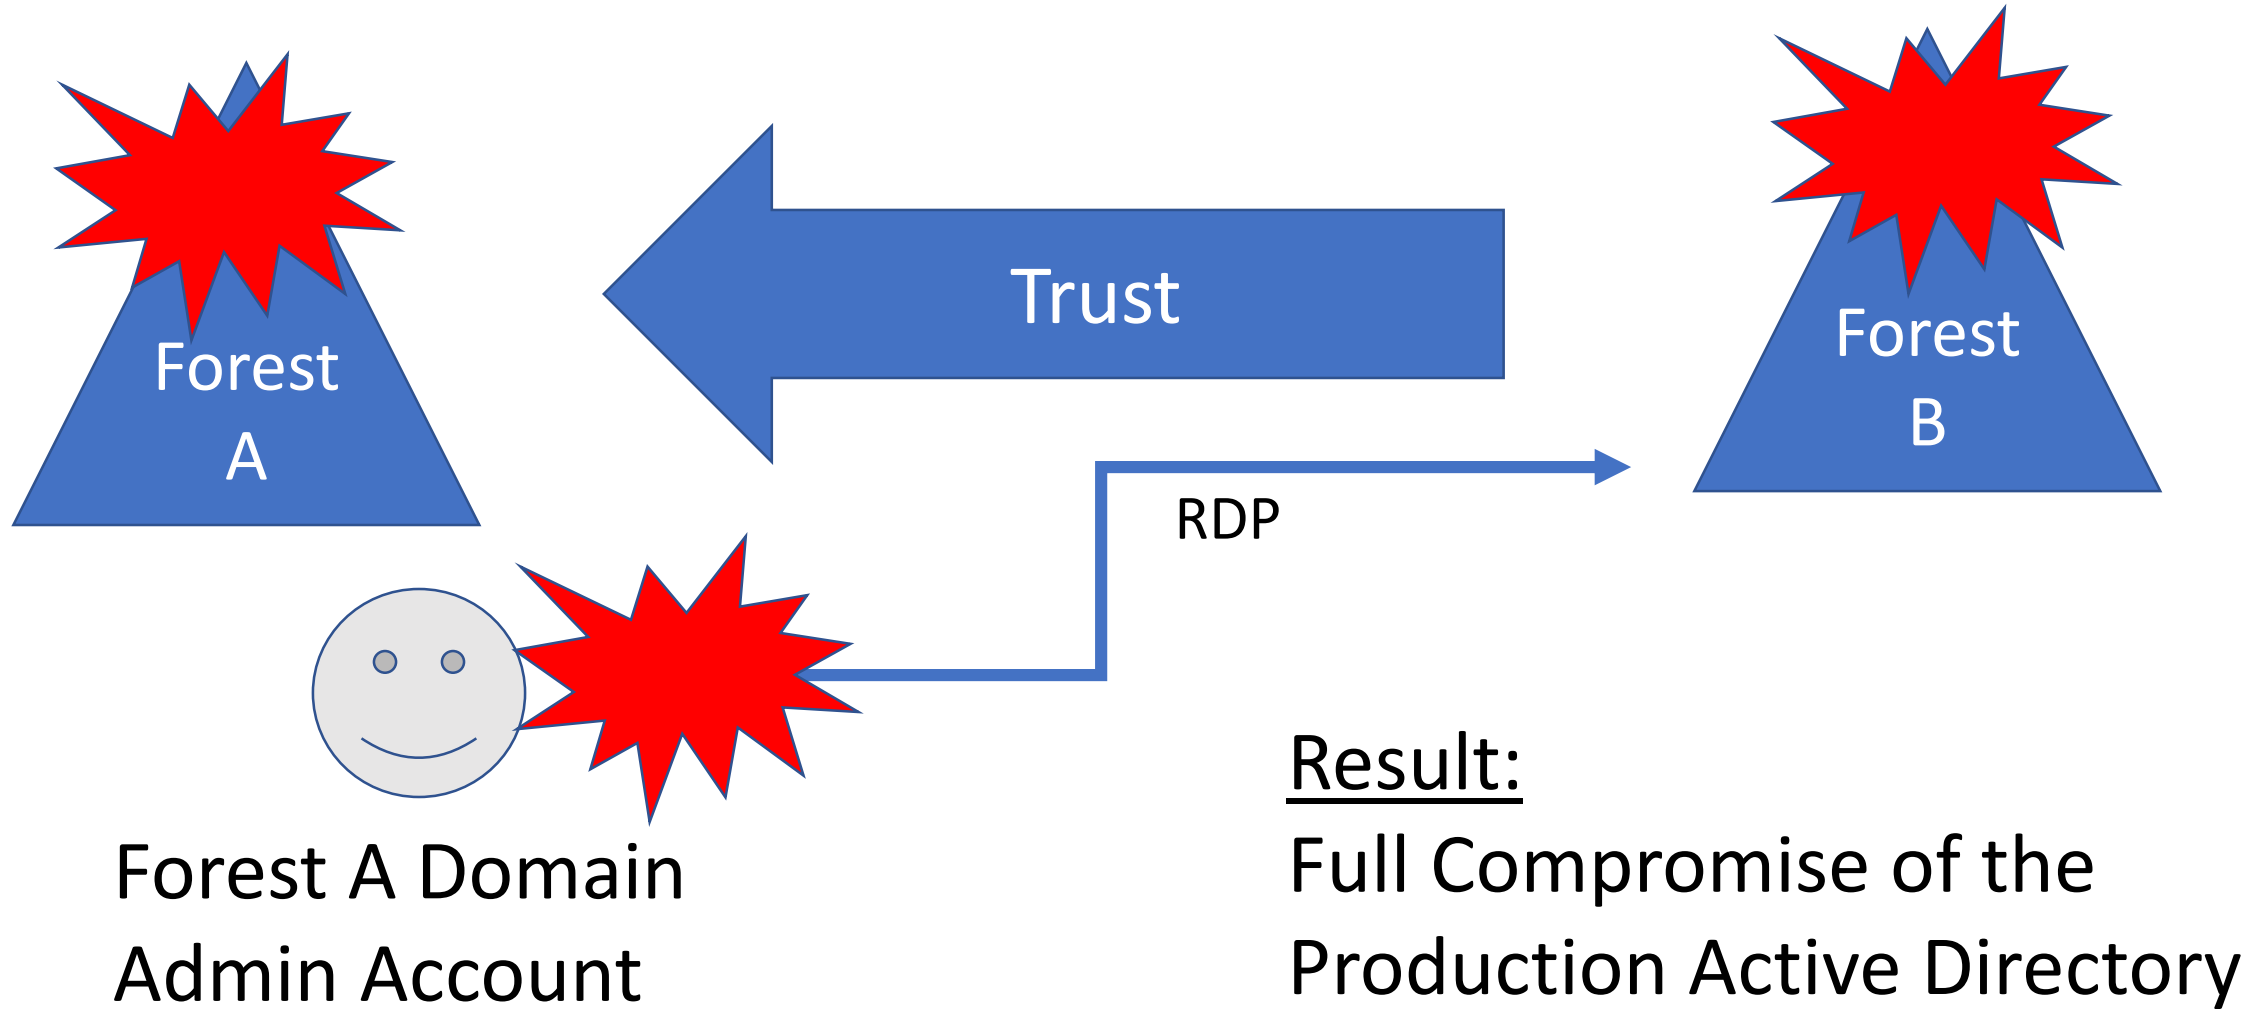 Forest
A
Trust
Forest
B
RDP
Forest A Domain
Admin Account
Result:
Full Compromise of the
Production Active Directory